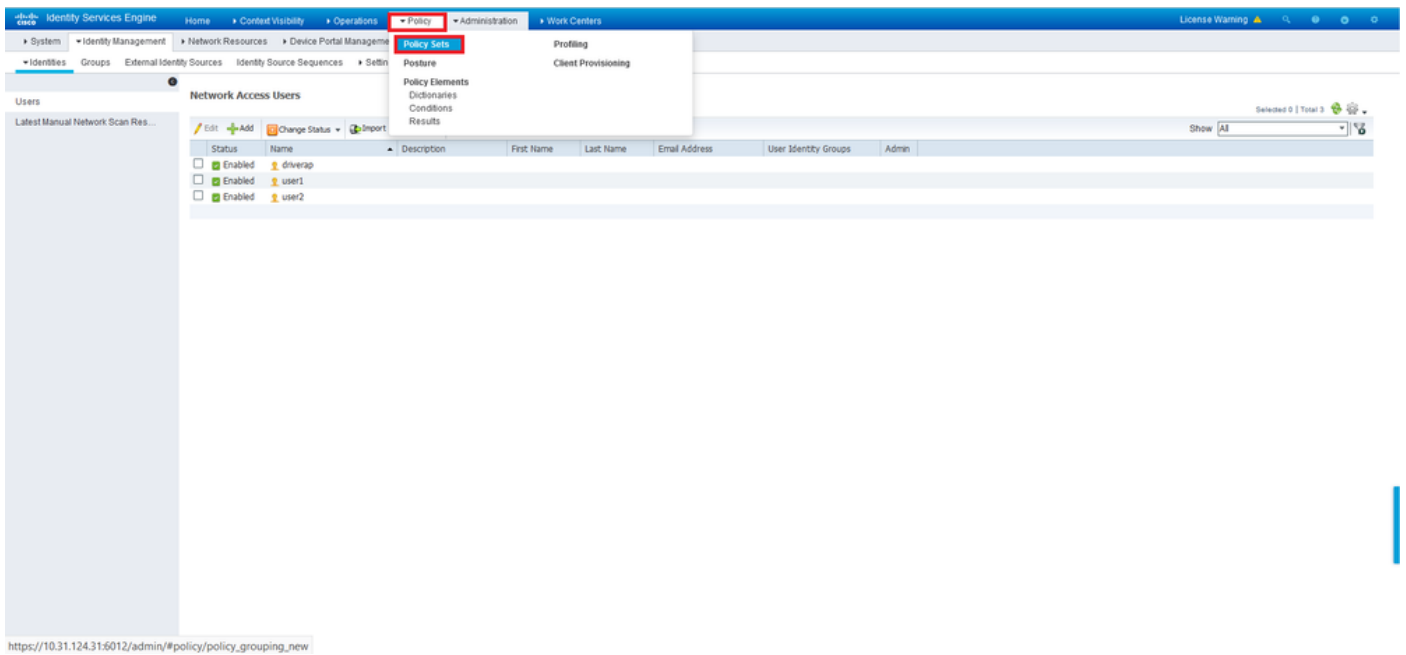 cisco Identity Services Engine Home Context Visibility Operations Policy Administration Work Centers License Warning
System Identity Management Network Resources Device Portal Manageme
Identities Groups External Identity Sources Identity Source Sequences Settin
Policy Sets Profiling
Posture Client Provisioning
Policy Elements
Dictionaries
Conditions
Results
Users
Latest Manual Network Scan Res...
Network Access Users
Selected 0 | Total 3
Edit Add Change Status Import
Show All
Status Name Description First Name Last Name Email Address User Identity Groups Admin
Enabled driverap
Enabled user1
Enabled user2
https://10.31.124.31:6012/admin/#policy/policy_grouping_new